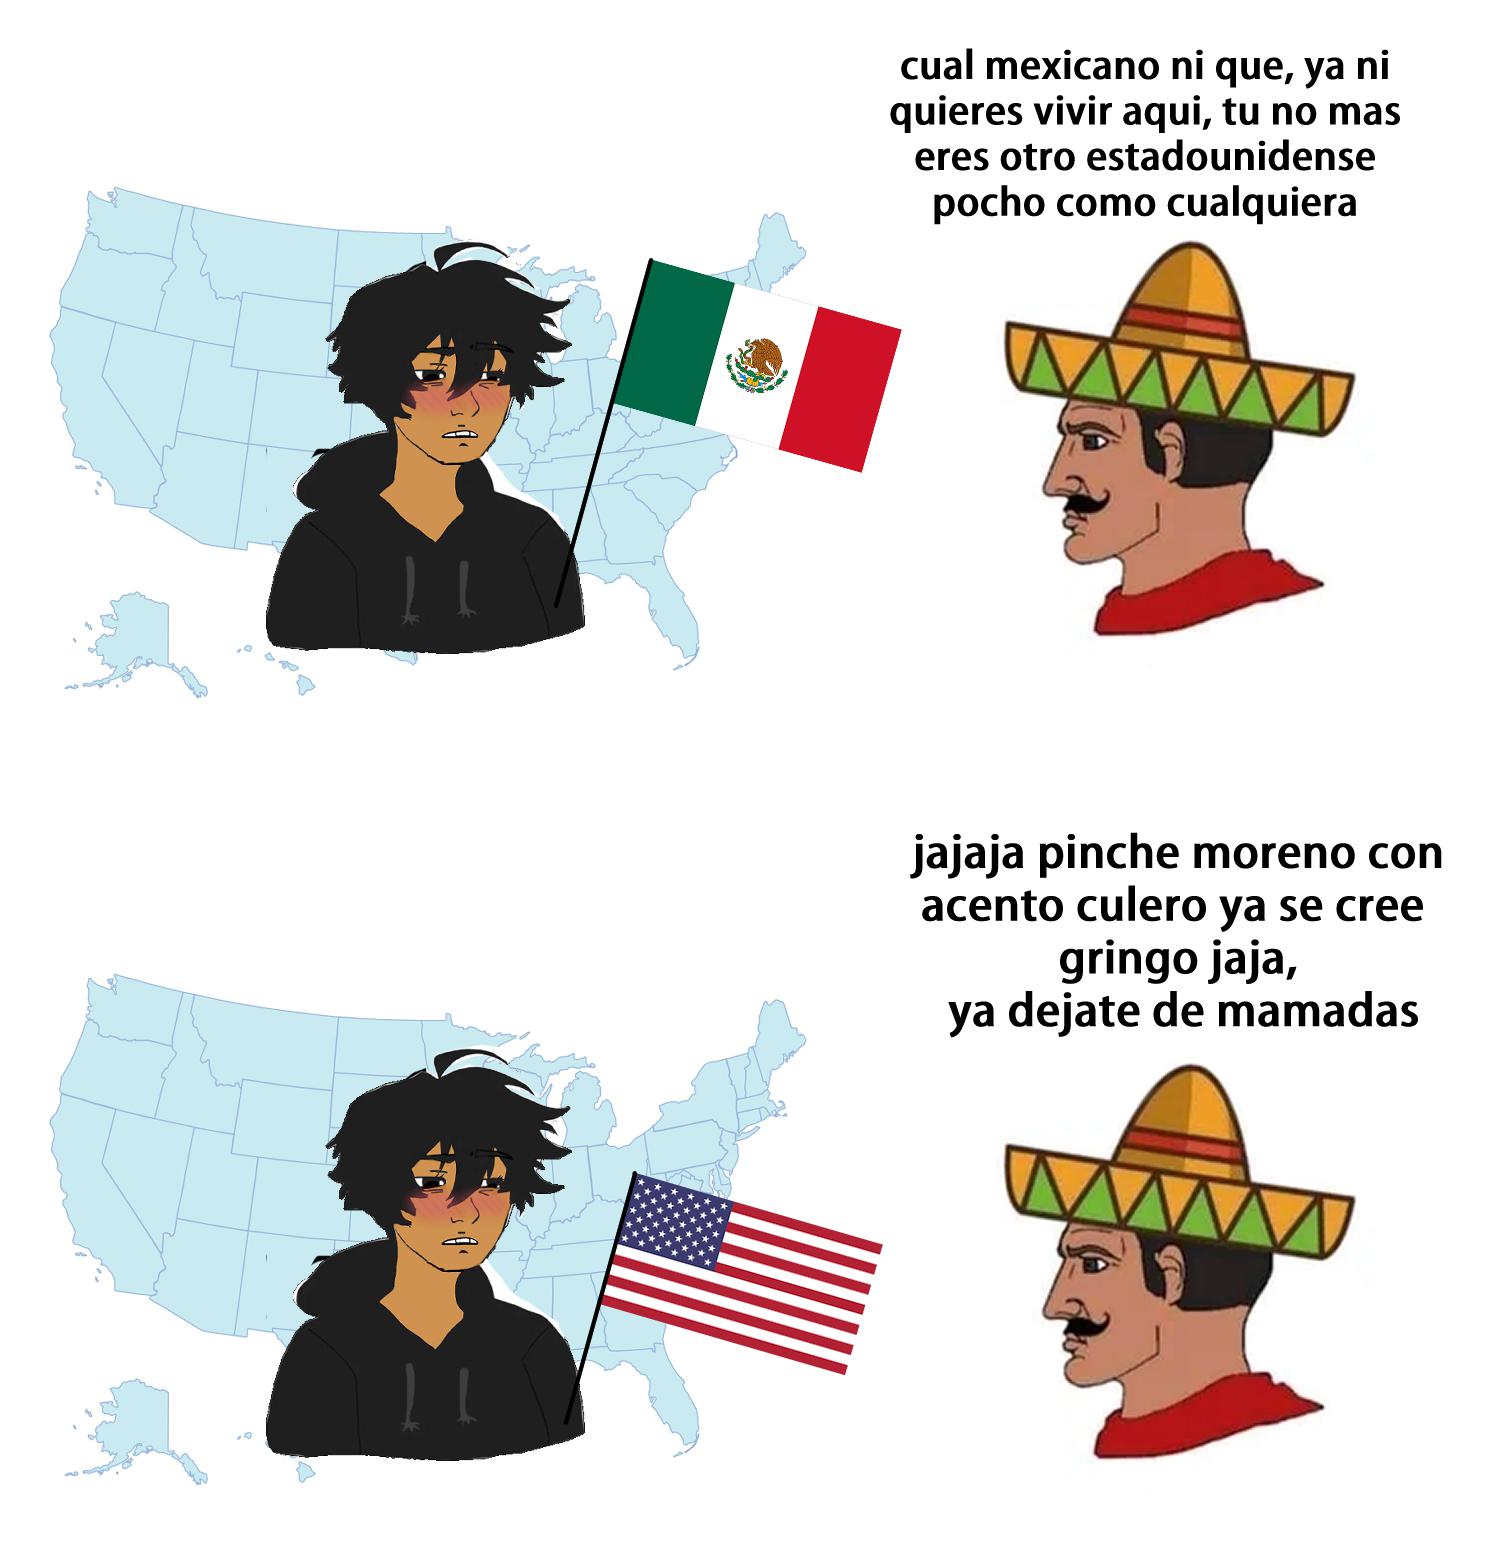 cual mexicano ni que, ya ni
quieres vivir aqui, tu no mas
eres otro estadounidense
pocho como cualquiera
jajaja pinche moreno con
acento culero ya se cree
gringo jaja,
ya dejate de mamadas